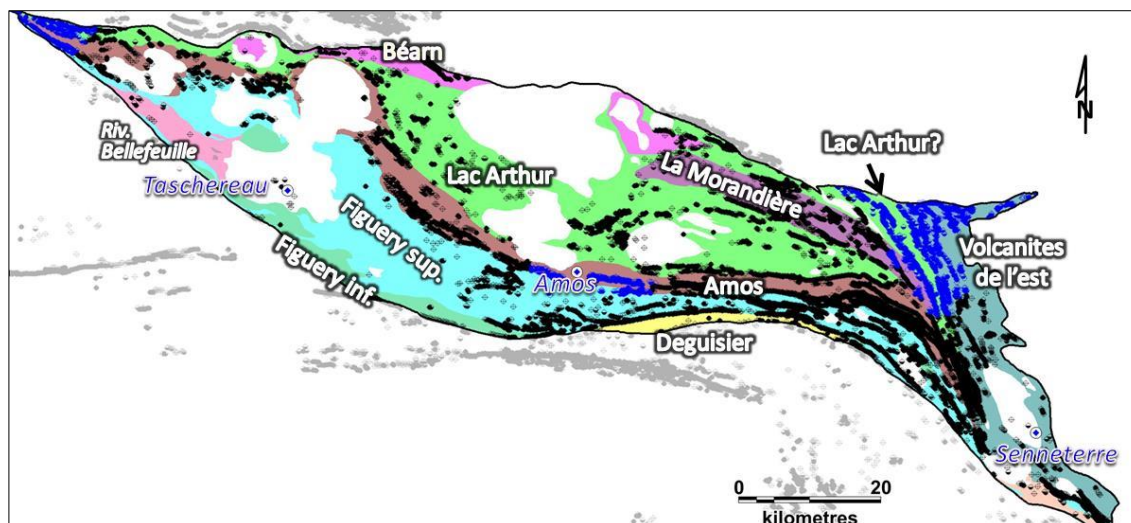 Béarn
N
Riv.
Bellefeuille
Lac Arthur?
Taschereau
Lac Arthur
La Morandière
Figuery sup.
Volcanites
de l'est
Figuery inf.
Amos
Amos
Deguisier
Senneterre
0 20
kilometres